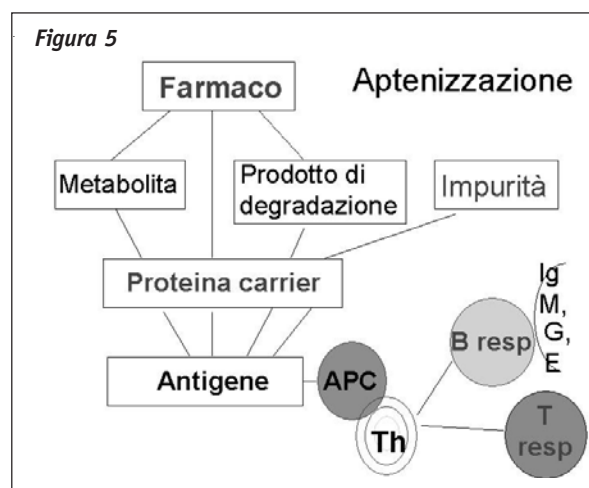 Figura 5
Aptenizzazione
Farmaco
Metabolita
Prodotto di
degradazione
Impurità
Proteina carrier
Antigene
APC
Th
B resp
Ig
M,
G,
E
T
resp